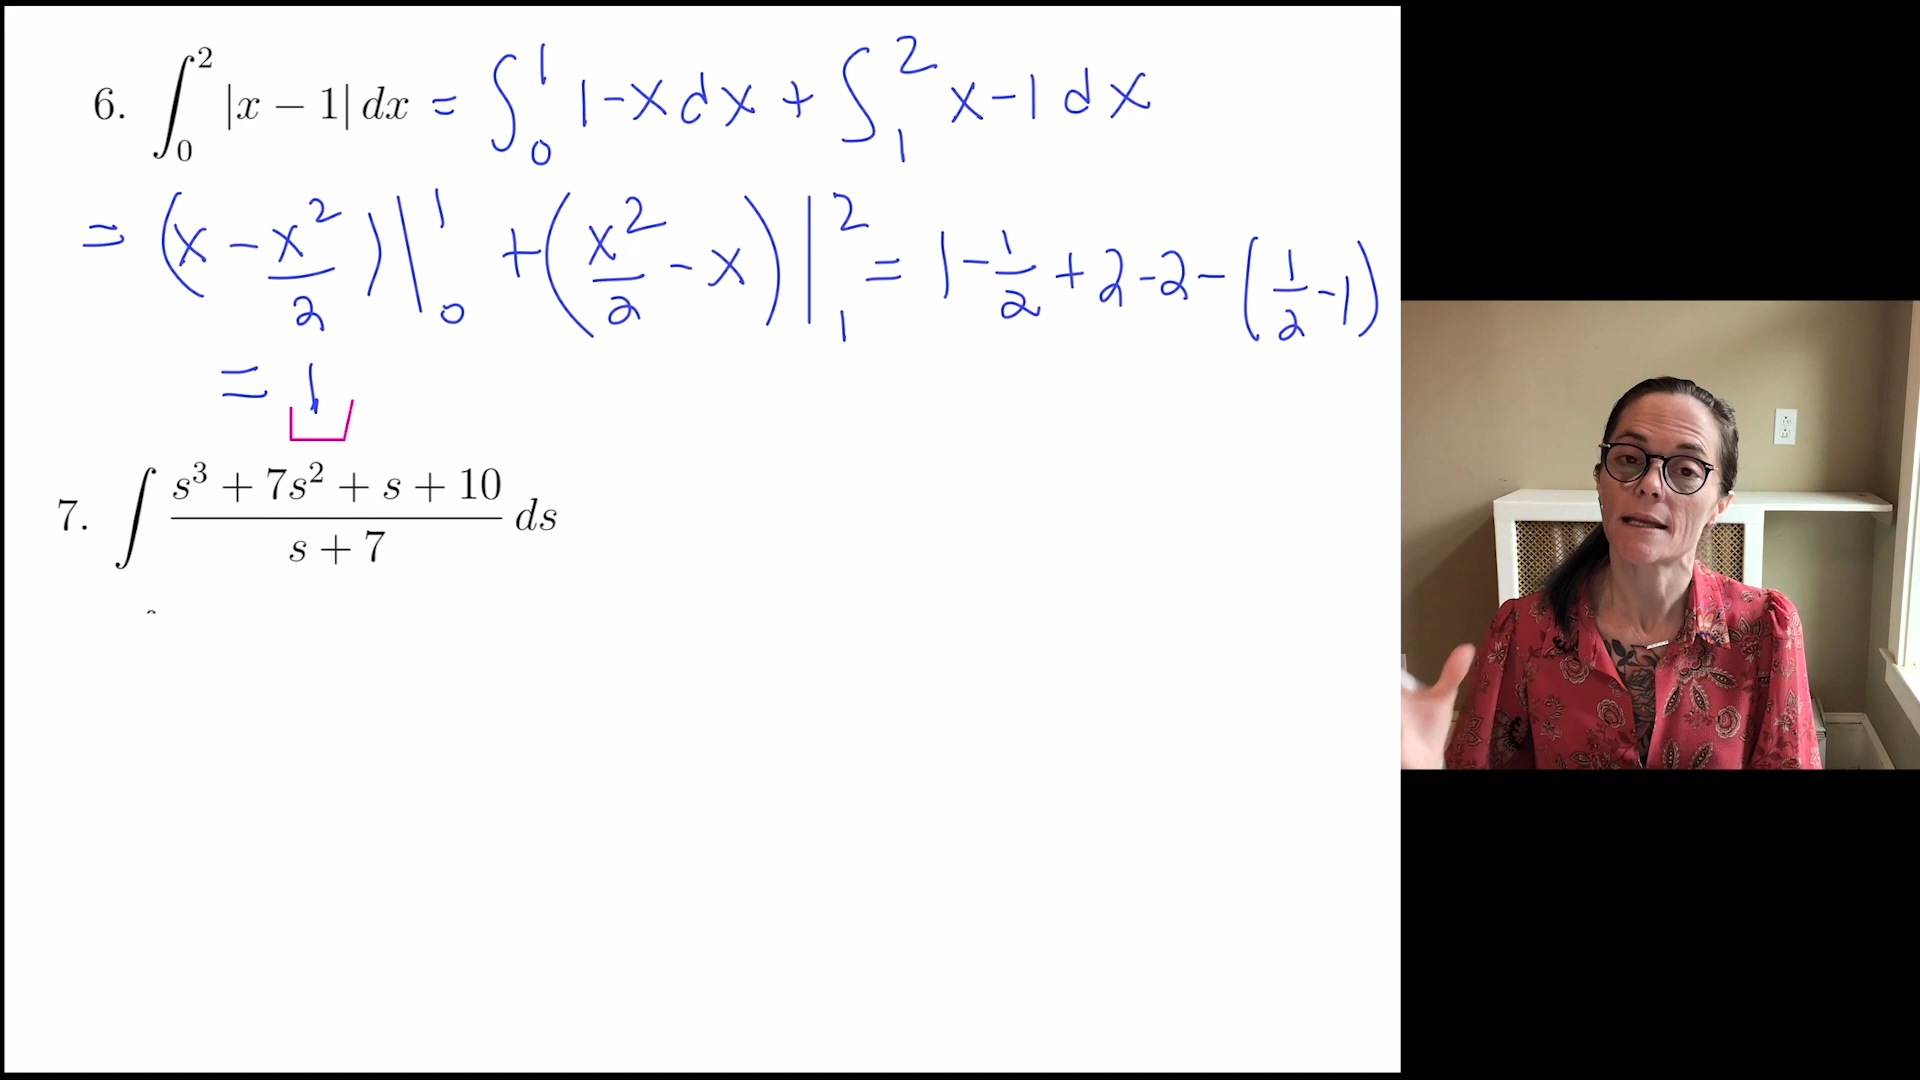 6. ∫₀² |x − 1| dx = ∫₀¹ 1-x dx + ∫₁² x-1 dx
= (x - x²/2)|₀¹ + (x²/2 - x)|₁² = 1 - 1/2 + 2 - 2 - (1/2 - 1)
= 1
7. ∫ (s³ + 7s² + s + 10)/(s + 7) ds